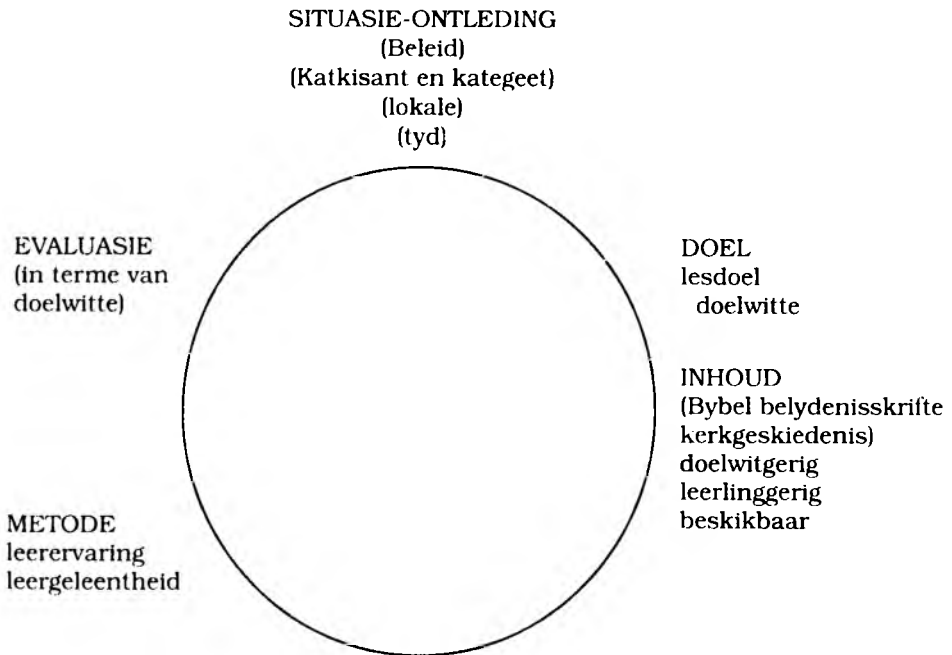 SITUASIE-ONTLEDING
(Beleid)
(Katkisant en kategeet)
(lokale)
(tyd)
DOEL
lesdoel
doelwitte
INHOUD
(Bybel belydenisskrifte
kerkgeskiedenis)
doelwitgerig
leerlinggerig
beskikbaar
METODE
leerervaring
leergeleentheid
EVALUASIE
(in terme van
doelwitte)